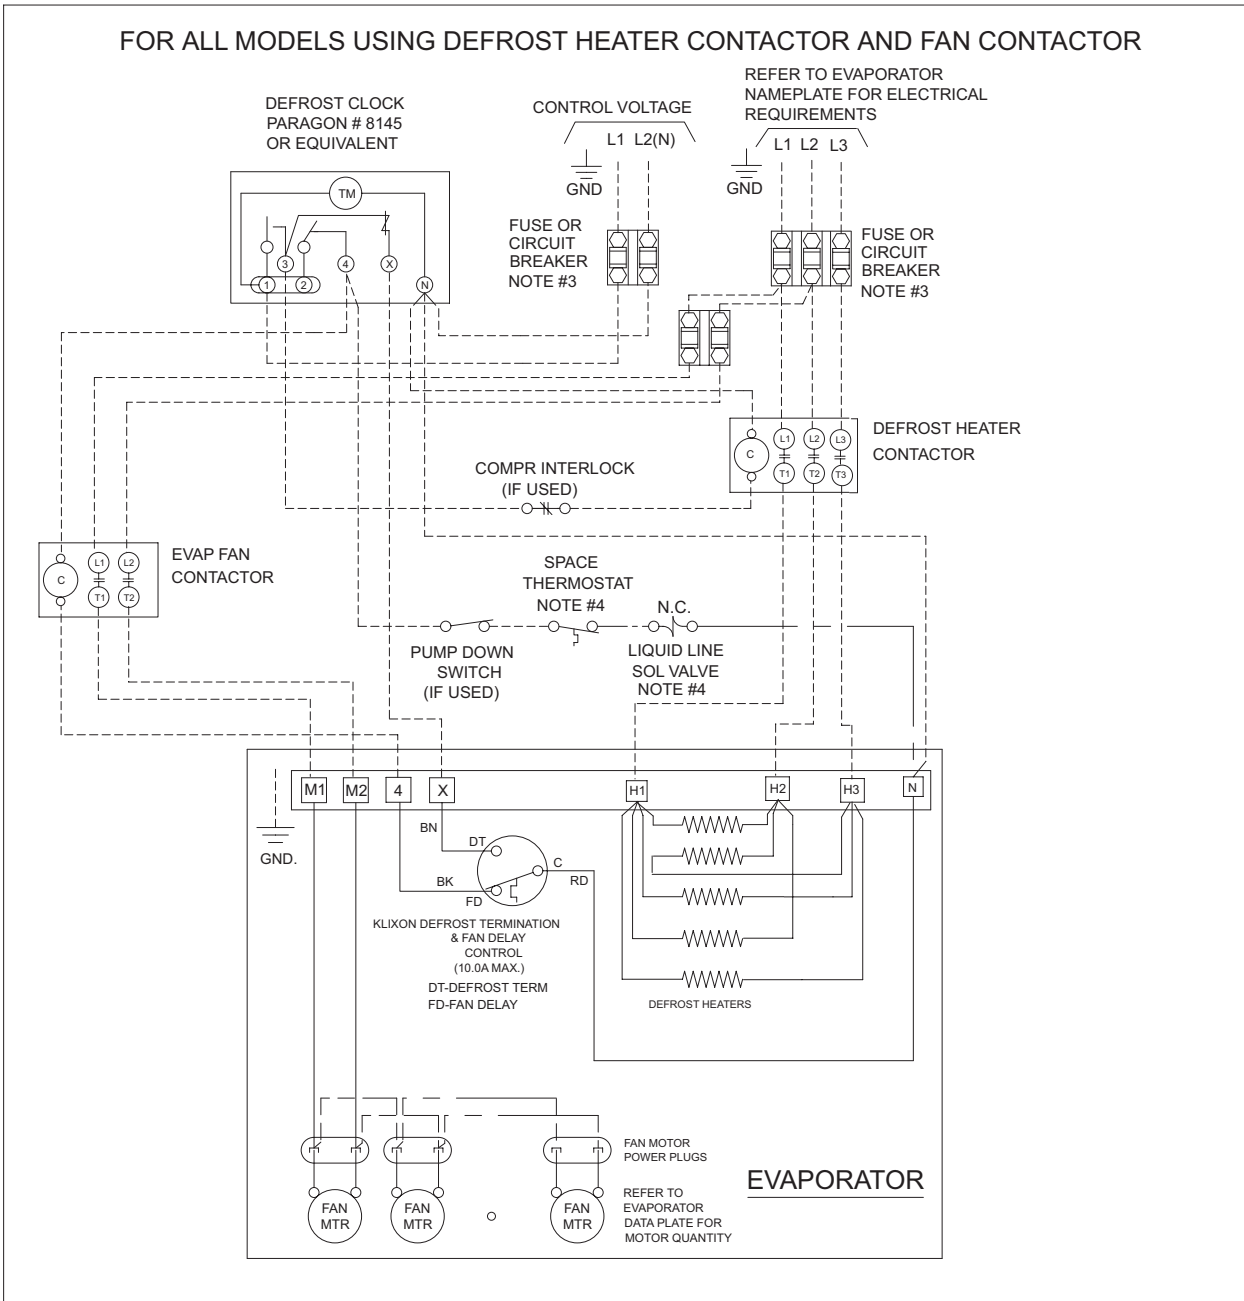 FOR ALL MODELS USING DEFROST HEATER CONTACTOR AND FAN CONTACTOR
DEFROST CLOCK
PARAGON # 8145
OR EQUIVALENT
CONTROL VOLTAGE
L1 L2(N)
GND
REFER TO EVAPORATOR
NAMEPLATE FOR ELECTRICAL
REQUIREMENTS
L1 L2 L3
GND
TM
3
4
X
1
2
N
FUSE OR
CIRCUIT
BREAKER
NOTE #3
FUSE OR
CIRCUIT
BREAKER
NOTE #3
C
L1
L2
L3
T1
T2
T3
DEFROST HEATER
CONTACTOR
COMPR INTERLOCK
(IF USED)
C
L1
L2
T1
T2
EVAP FAN
CONTACTOR
SPACE
THERMOSTAT
NOTE #4
N.C.
PUMP DOWN
SWITCH
(IF USED)
LIQUID LINE
SOL VALVE
NOTE #4
M1
M2
4
X
H1
H2
H3
N
GND.
BN
DT
C
RD
BK
FD
KLIXON DEFROST TERMINATION
& FAN DELAY
CONTROL
(10.0A MAX.)
DT-DEFROST TERM
FD-FAN DELAY
DEFROST HEATERS
FAN MOTOR
POWER PLUGS
EVAPORATOR
FAN
MTR
FAN
MTR
FAN
MTR
REFER TO
EVAPORATOR
DATA PLATE FOR
MOTOR QUANTITY